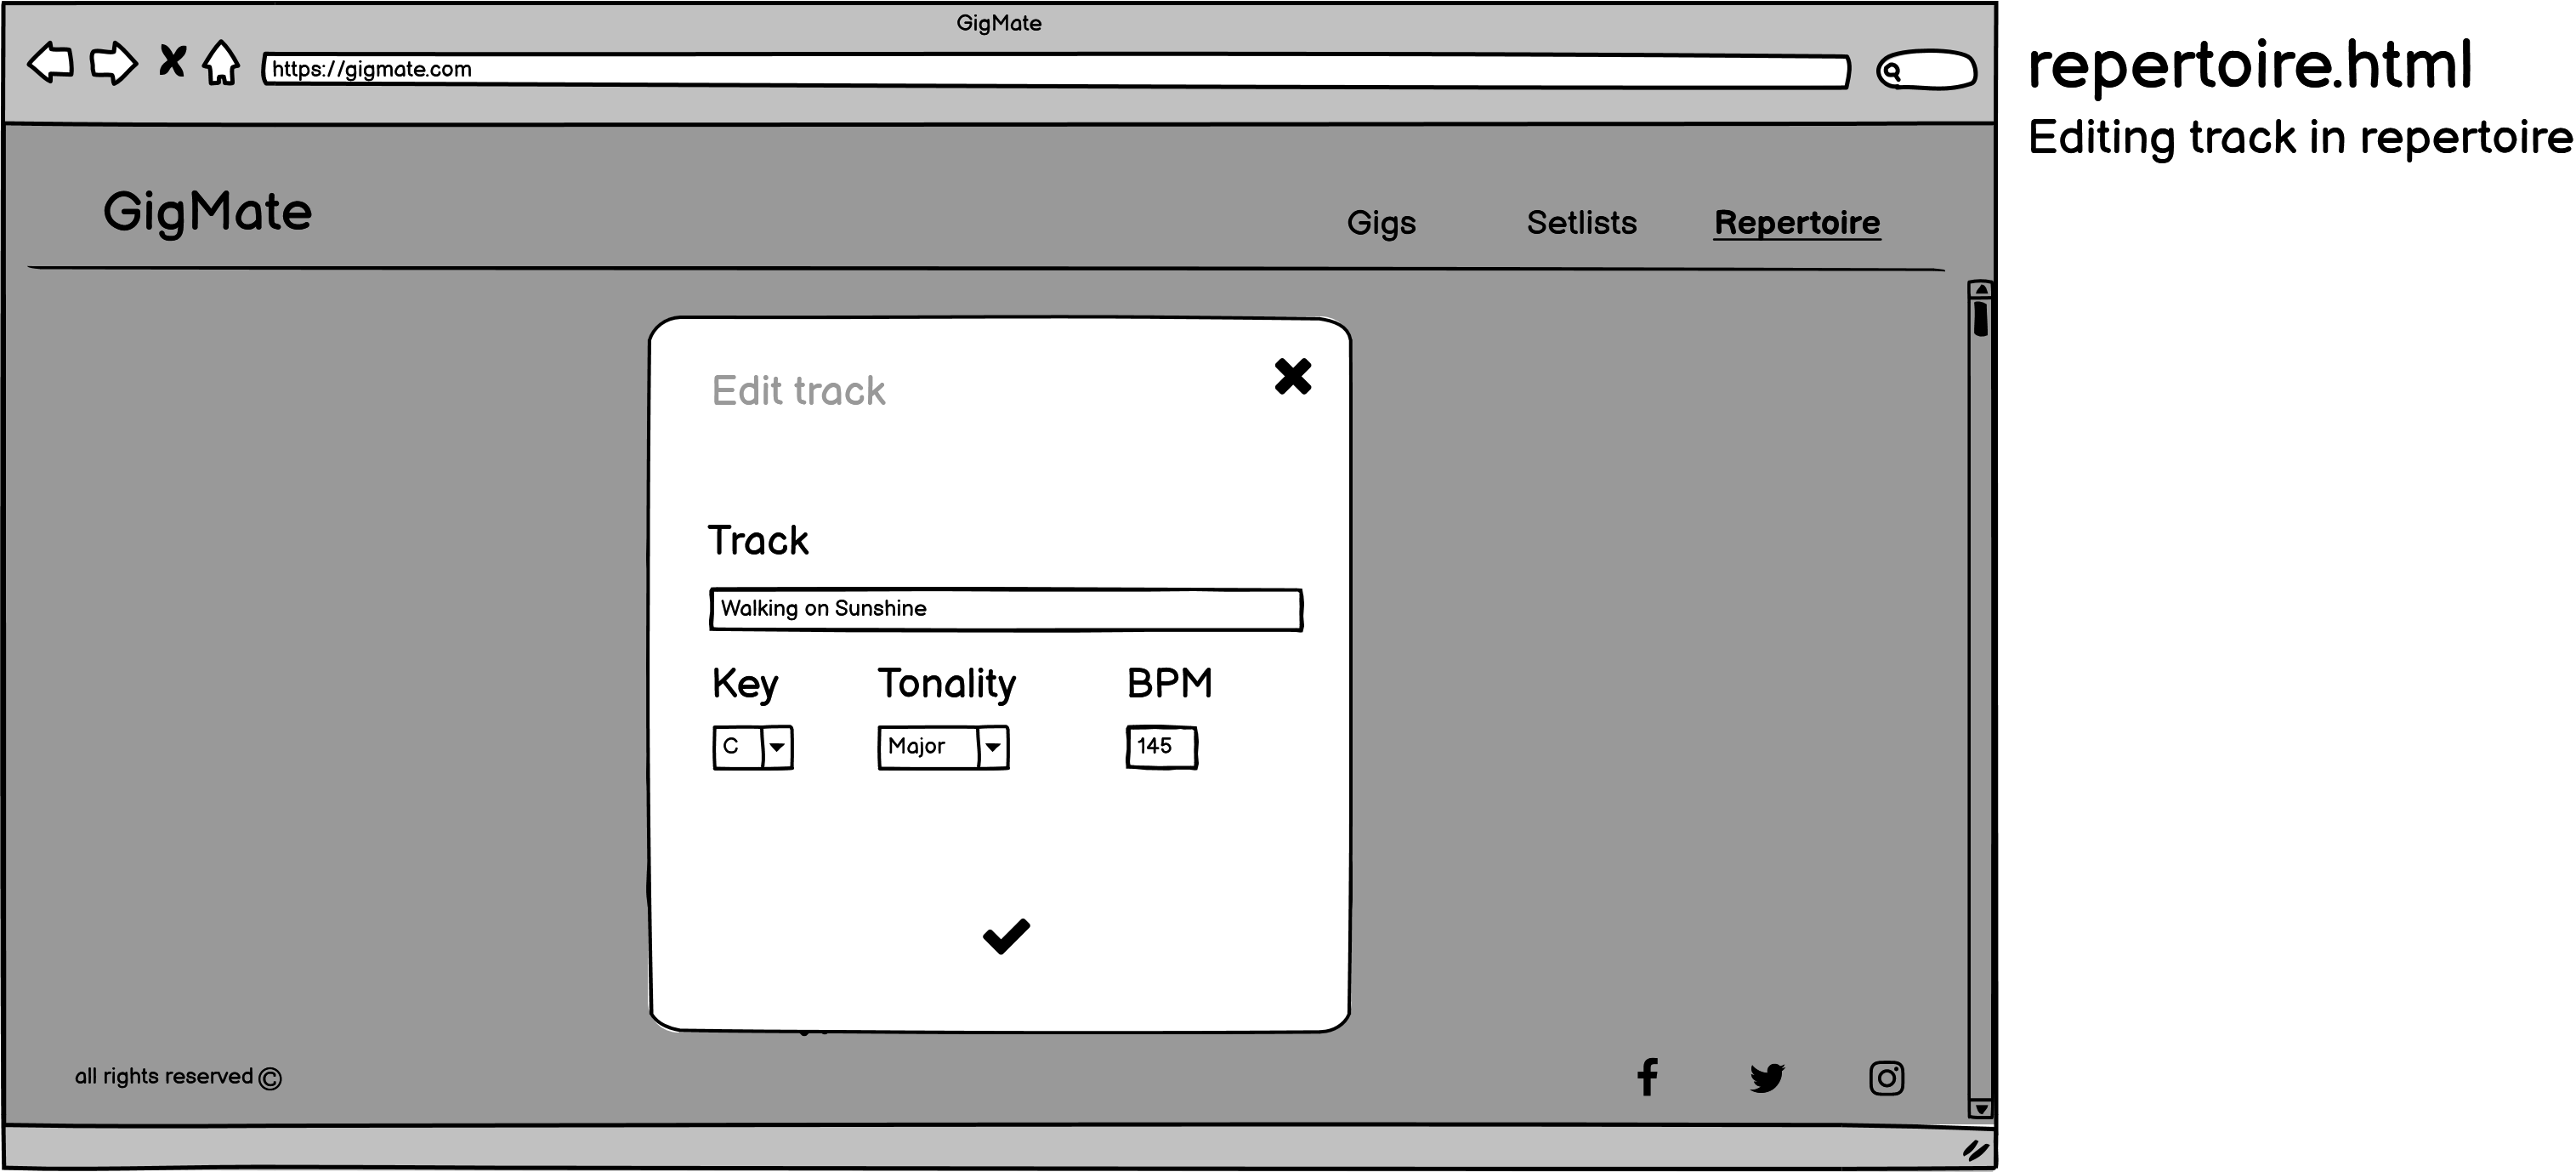 GigMate
https://gigmate.com
repertoire.html
Editing track in repertoire
GigMate
Gigs
Setlists
Repertoire
Edit track
Track
Walking on Sunshine
Key
Tonality
BPM
C
Major
145
all rights reserved ©